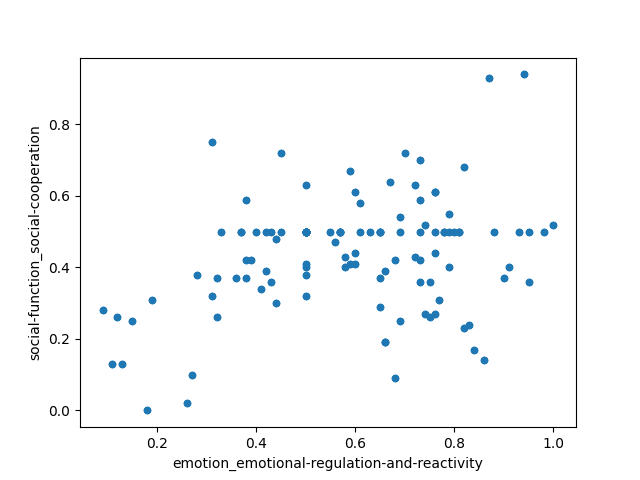 social-function_social-cooperation
0.8
0.6
0.4
0.2
0.0
0.2 0.4 0.6 0.8 1.0
emotion_emotional-regulation-and-reactivity